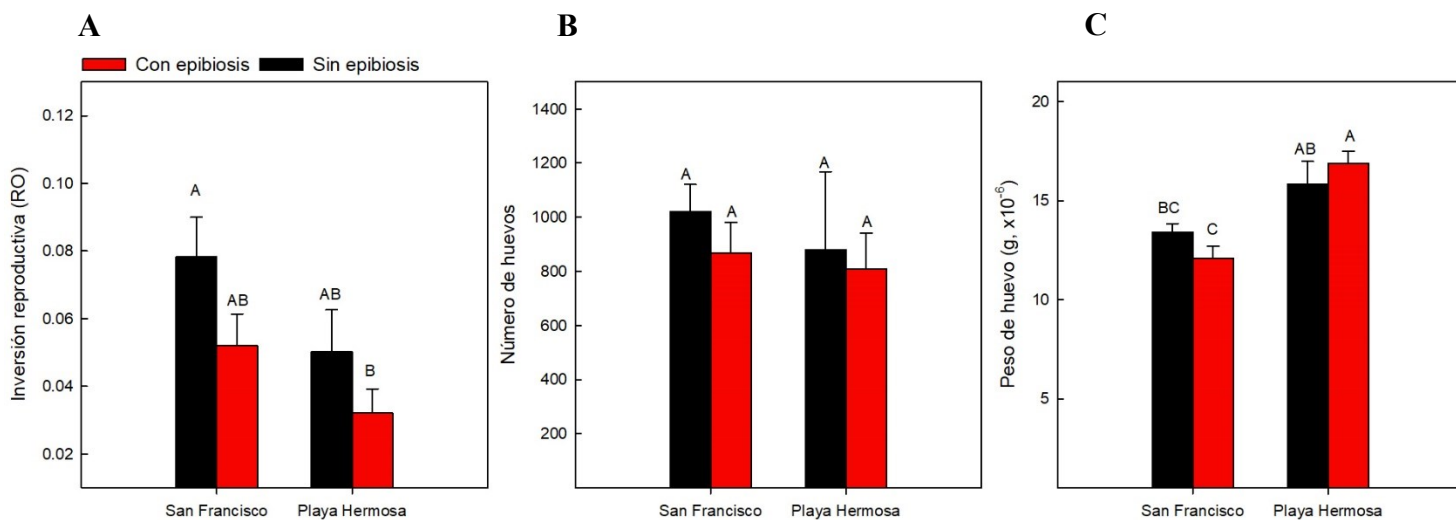 A
Con epibiosis Sin epibiosis
Inversión reproductiva (RO)
0.12
0.10
0.08
0.06
0.04
0.02
A
AB
AB
B
San Francisco Playa Hermosa
B
Número de huevos
1400
1200
1000
800
600
400
200
A
A
A
A
San Francisco Playa Hermosa
C
Peso de huevo (g, x10⁻⁶)
20
15
10
5
BC
C
AB
A
San Francisco Playa Hermosa